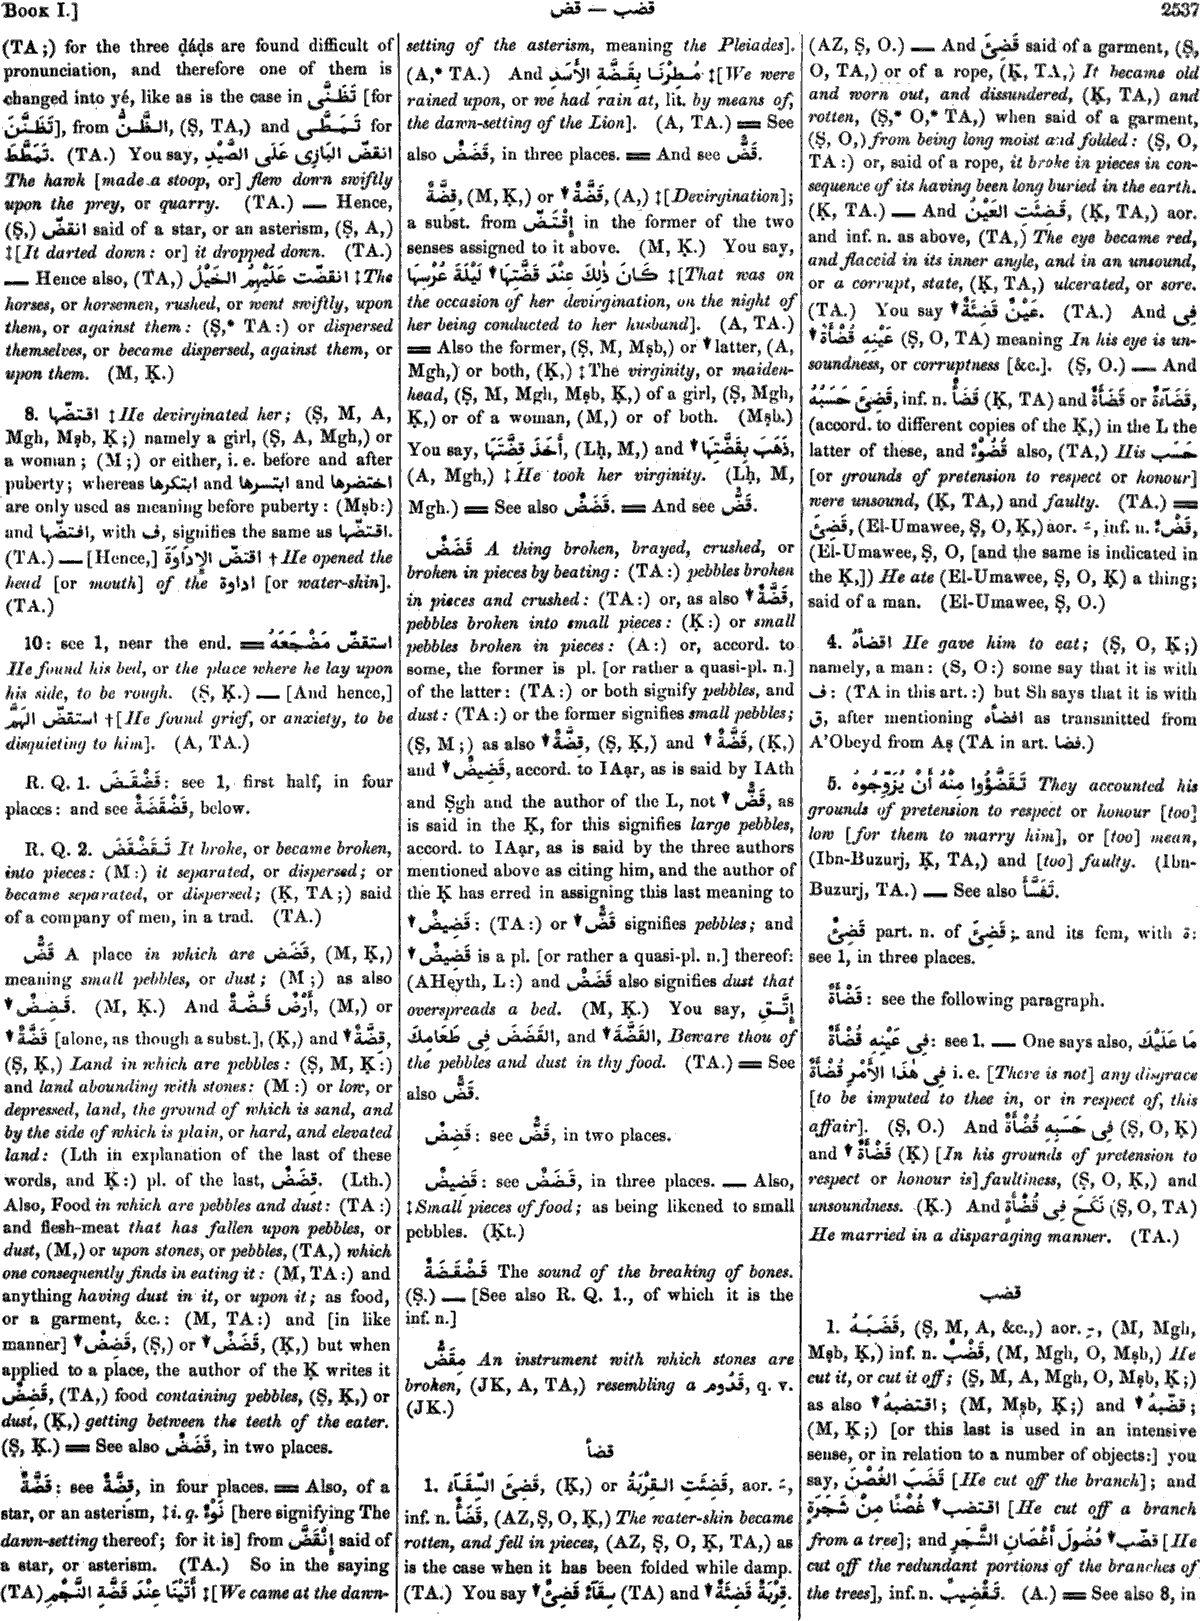 Book I.]
قضب — قض
2537
(TA;) for the three ḍáḍs are found difficult of
pronunciation, and therefore one of them is
changed into yé, like as is the case in تَظَنَّى [for
تَظَنَّنَ], from الظَّنُّ, (Ṣ, TA,) and تَمَطَّى for
تَمَطَّطَ. (TA.) You say, انقضّ البَازِى عَلَى الصَّيْدِ
The hawk [made a stoop, or] flew down swiftly
upon the prey, or quarry. (TA.) — Hence,
(Ṣ,) انقضّ said of a star, or an asterism, (Ṣ, A,)
‡[It darted down: or] it dropped down. (TA.)
— Hence also, (TA,) انقضّت عَلَيْهِمُ الخَيْلُ ‡The
horses, or horsemen, rushed, or went swiftly, upon
them, or against them: (Ṣ,* TA:) or dispersed
themselves, or became dispersed, against them, or
upon them. (M, Ḳ.)
8. اقتضّها ‡He devirginated her; (Ṣ, M, A,
Mgh, Mṣb, Ḳ;) namely a girl, (Ṣ, A, Mgh,) or
a woman; (M;) or either, i. e. before and after
puberty; whereas ابتكرها and ابتسرها and اختضرها
are only used as meaning before puberty: (Mṣb:)
and افتضّها, with ف, signifies the same as اقتضّها.
(TA.) — [Hence,] اقتضّ الإِدَاوَةَ †He opened the
head [or mouth] of the اداوة [or water-skin].
(TA.)
10: see 1, near the end. ═ استقضّ مَضْجَعَهُ
He found his bed, or the place where he lay upon
his side, to be rough. (Ṣ, Ḳ.) — [And hence,]
استقضّ الهَمَّ †[He found grief, or anxiety, to be
disquieting to him]. (A, TA.)
R. Q. 1. قَضْقَضَ: see 1, first half, in four
places: and see قَضْقَضَةٌ, below.
R. Q. 2. تَقَضْقَضَ It broke, or became broken,
into pieces: (M:) it separated, or dispersed; or
became separated, or dispersed; (Ḳ, TA;) said
of a company of men, in a trad. (TA.)
قَضٌّ A place in which are قَضَض, (M, Ḳ,)
meaning small pebbles, or dust; (M;) as also
▼قَضِضٌ. (M, Ḳ.) And أَرْضٌ قَضَّةٌ, (M,) or
▼قَضَّةٌ [alone, as though a subst.], (Ḳ,) and ▼قِضَّةٌ,
(Ṣ, Ḳ,) Land in which are pebbles: (Ṣ, M, Ḳ:)
and land abounding with stones: (M:) or low, or
depressed, land, the ground of which is sand, and
by the side of which is plain, or hard, and elevated
land: (Lth in explanation of the last of these
words, and Ḳ:) pl. of the last, قِضَضٌ. (Lth.)
Also, Food in which are pebbles and dust: (TA:)
and flesh-meat that has fallen upon pebbles, or
dust, (M,) or upon stones, or pebbles, (TA,) which
one consequently finds in eating it: (M, TA:) and
anything having dust in it, or upon it; as food,
or a garment, &c.: (M, TA:) and [in like
manner] ▼قَضِضٌ, (Ṣ,) or ▼قَضَضٌ, (Ḳ,) but when
applied to a place, the author of the Ḳ writes it
قَضِضٌ, (TA,) food containing pebbles, (Ṣ, Ḳ,) or
dust, (Ḳ,) getting between the teeth of the eater.
(Ṣ, Ḳ.) ═ See also قَضَضٌ, in two places.
قَضَّةٌ: see قِضَّةٌ, in four places. ═ Also, of a
star, or an asterism, ‡i. q. نَوْءٌ [here signifying The
dawn-setting thereof; for it is] from إِنْقَضَّ said of
a star, or asterism. (TA.) So in the saying
(TA) أَتَيْنَا عِنْدَ قَضَّةِ النَّجْمِ ‡[We came at the dawn-
setting of the asterism, meaning the Pleiades].
(A,* TA.) And مُطِرْنَا بِقَضَّةِ الأَسَدِ ‡[We were
rained upon, or we had rain at, lit. by means of,
the dawn-setting of the Lion]. (A, TA.) ═ See
also قَضَضٌ, in three places. ═ And see قَضٌّ.
قِضَّةٌ, (M, Ḳ,) or ▼قَضَّةٌ, (A,) ‡[Devirgination];
a subst. from إِقْتَضَّ in the former of the two
senses assigned to it above. (M, Ḳ.) You say,
كَانَ ذٰلِكَ عِنْدَ قَضَّتِهَا▼ لَيْلَةَ عُرْسِهَا ‡[That was on
the occasion of her devirgination, on the night of
her being conducted to her husband]. (A, TA.)
═ Also the former, (Ṣ, M, Mṣb,) or ▼latter, (A,
Mgh,) or both, (Ḳ,) ‡The virginity, or maiden-
head, (Ṣ, M, Mgh, Mṣb, Ḳ,) of a girl, (Ṣ, Mgh,
Ḳ,) or of a woman, (M,) or of both. (Mṣb.)
You say, أَخَذَ قِضَّتَهَا, (Lḥ, M,) and ذَهَبَ بِقَضَّتِهَا▼,
(A, Mgh,) ‡He took her virginity. (Lḥ, M,
Mgh.) ═ See also قَضَضٌ. ═ And see قَضٌّ.
قَضَضٌ A thing broken, brayed, crushed, or
broken in pieces by beating: (TA:) pebbles broken
in pieces and crushed: (TA:) or, as also ▼قَضَّةٌ,
pebbles broken into small pieces: (Ḳ:) or small
pebbles broken in pieces: (A:) or, accord. to
some, the former is pl. [or rather a quasi-pl. n.]
of the latter: (TA:) or both signify pebbles, and
dust: (TA:) or the former signifies small pebbles;
(Ṣ, M;) as also ▼قِضَّةٌ, (Ṣ, Ḳ,) and ▼قَضَّةٌ, (Ḳ,)
and ▼قَضِيضٌ, accord. to IAạr, as is said by IAth
and Ṣgh and the author of the L, not ▼قَضٌّ, as
is said in the Ḳ, for this signifies large pebbles,
accord. to IAạr, as is said by the three authors
mentioned above as citing him, and the author of
the Ḳ has erred in assigning this last meaning to
▼قَضِيضٌ: (TA:) or ▼قَضٌّ signifies pebbles; and
▼قَضِيضٌ is a pl. [or rather a quasi-pl. n.] thereof:
(AHeyth, L:) and قَضَضٌ also signifies dust that
overspreads a bed. (M, Ḳ.) You say, إِتَّقِ
القَضَّةَ▼, and القَضَضَ فِى طَعَامِكَ, Beware thou of
the pebbles and dust in thy food. (TA.) ═ See
also قَضٌّ.
قَضِضٌ: see قَضٌّ, in two places.
قَضِيضٌ: see قَضَضٌ, in three places. — Also,
‡Small pieces of food; as being likened to small
pebbles. (Ḳt.)
قَضْقَضَةٌ The sound of the breaking of bones.
(Ṣ.) — [See also R. Q. 1., of which it is the
inf. n.]
مِقَضٌّ An instrument with which stones are
broken, (JK, A, TA,) resembling a قَدُوم, q. v.
(JK.)
قضأ
1. قَضِئَ السِّقَآءُ, (Ḳ,) or قَضِئَتِ القِرْبَةُ, aor. ـَ,
inf. n. قَضَأٌ, (AZ, Ṣ, O, Ḳ,) The water-skin became
rotten, and fell in pieces, (AZ, Ṣ, O, Ḳ, TA,) as
is the case when it has been folded while damp.
(TA.) You say سِقَآءٌ قَضِئٌ▼ (TA) and قِرْبَةٌ قَضِئَةٌ▼.
(AZ, Ṣ, O.) — And قَضِئَ said of a garment, (Ṣ,
O, TA,) or of a rope, (Ḳ, TA,) It became old
and worn out, and dissundered, (Ḳ, TA,) and
rotten, (Ṣ,* O,* TA,) when said of a garment,
(Ṣ, O,) from being long moist and folded: (Ṣ, O,
TA:) or, said of a rope, it broke in pieces in con-
sequence of its having been long buried in the earth.
(Ḳ, TA.) — And قَضِئَتِ العَيْنُ, (Ḳ, TA,) aor.
and inf. n. as above, (TA,) The eye became red,
and flaccid in its inner angle, and in an unsound,
or a corrupt, state, (Ḳ, TA,) ulcerated, or sore.
(TA.) You say عَيْنٌ قَضِئَةٌ▼. (TA.) And فِى
عَيْنِهِ قُضْأَةٌ▼ (Ṣ, O, TA) meaning In his eye is un-
soundness, or corruptness [&c.]. (Ṣ, O.) — And
قَضِئَ حَسَبُهُ, inf. n. قَضَأٌ (Ḳ, TA) and قَضْأَةٌ or قَضَآءَةٌ,
(accord. to different copies of the Ḳ,) in the L the
latter of these, and قُضُوْءٌ also, (TA,) His حَسَب
[or grounds of pretension to respect or honour]
were unsound, (Ḳ, TA,) and faulty. (TA.) ═
قَضِئَ, (El-Umawee, Ṣ, O, Ḳ,) aor. ـَ, inf. n. قَضْءٌ,
(El-Umawee, Ṣ, O, [and the same is indicated in
the Ḳ,]) He ate (El-Umawee, Ṣ, O, Ḳ) a thing;
said of a man. (El-Umawee, Ṣ, O.)
4. اقضأهُ He gave him to eat; (Ṣ, O, Ḳ;)
namely, a man: (S, O:) some say that it is with
ف: (TA in this art.:) but Sh says that it is with
ق, after mentioning افضأه as transmitted from
A'Obeyd from Aṣ (TA in art. فضا.)
5. تَقَضَّؤُوا مِنْهُ أَنْ يُزَوِّجُوهُ They accounted his
grounds of pretension to respect or honour [too]
low [for them to marry him], or [too] mean,
(Ibn-Buzurj, Ḳ, TA,) and [too] faulty. (Ibn-
Buzurj, TA.) — See also تَفَسَّأَ.
قَضِئٌ part. n. of قَضِئَ; and its fem, with ة:
see 1, in three places.
قَضْأَةٌ: see the following paragraph.
فِى عَيْنِهِ قُضْأَةٌ: see 1. — One says also, مَا عَلَيْكَ
فِى هٰذَا الأَمْرِ قُضْأَةٌ i. e. [There is not] any disgrace
[to be imputed to thee in, or in respect of, this
affair]. (Ṣ, O.) And فِى حَسَبِهِ قُضْأَةٌ (Ṣ, O, Ḳ)
and ▼قَضْأَةٌ (Ḳ) [In his grounds of pretension to
respect or honour is] faultiness, (Ṣ, O, Ḳ,) and
unsoundness. (Ḳ.) And نَكَحَ فِى قُضْأَةٍ (Ṣ, O, TA)
He married in a disparaging manner. (TA.)
قضب
1. قَضَبَهُ, (Ṣ, M, A, &c.,) aor. ـِ, (M, Mgh,
Mṣb, Ḳ,) inf. n. قَضْبٌ, (M, Mgh, O, Mṣb,) He
cut it, or cut it off; (Ṣ, M, A, Mgh, O, Mṣb, Ḳ;)
as also ▼اقتضبهُ; (M, Mṣb, Ḳ;) and ▼قضّبهُ;
(M, Ḳ;) [or this last is used in an intensive
sense, or in relation to a number of objects:] you
say, قَضَبَ الغُصْنَ [He cut off the branch]; and
اقتضب▼ غُصْنًا مِنْ شَجَرَةٍ [He cut off a branch
from a tree]; and قضّب▼ فُضُولَ أَغْصَانِ الشَّجَرِ [He
cut off the redundant portions of the branches of
the trees], inf. n. تَقْضِيبٌ. (A.) ═ See also 8, in